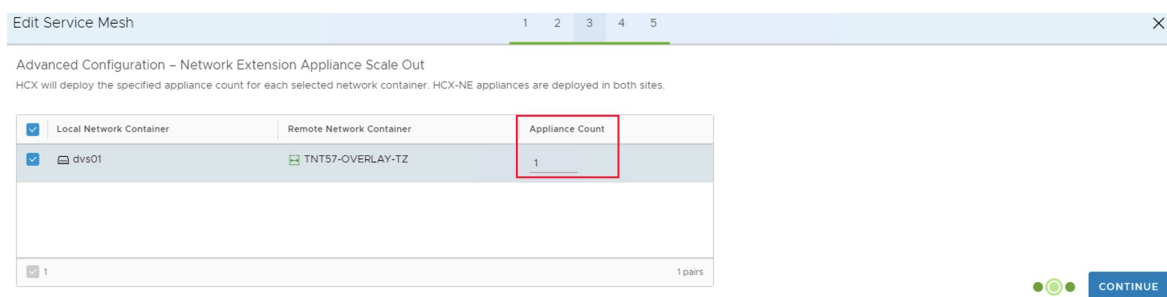 Edit Service Mesh 1 2 3 4 5
Advanced Configuration – Network Extension Appliance Scale Out
HCX will deploy the specified appliance count for each selected network container. HCX-NE appliances are deployed in both sites.
Local Network Container Remote Network Container Appliance Count
dvs01 TNT57-OVERLAY-TZ 1
1 1 pairs
CONTINUE